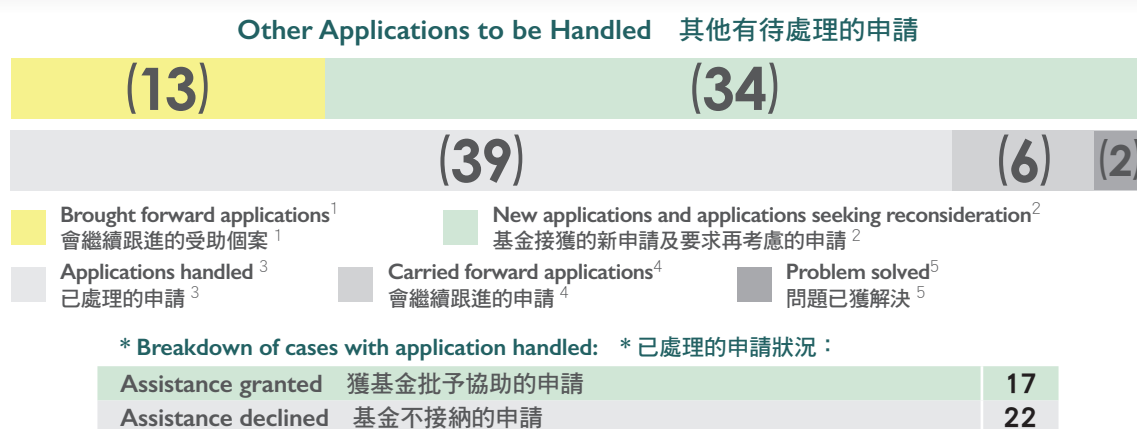 Other Applications to be Handled 其他有待處理的申請
(13) (34)
(39) (6) (2)
Brought forward applications1 New applications and applications seeking reconsideration2
會繼續跟進的受助個案 1 基金接獲的新申請及要求再考慮的申請 2
Applications handled 3 Carried forward applications4 Problem solved5
已處理的申請 3 會繼續跟進的申請 4 問題已獲解決 5
* Breakdown of cases with application handled: * 已處理的申請狀況：
Assistance granted 獲基金批予協助的申請 17
Assistance declined 基金不接納的申請 22